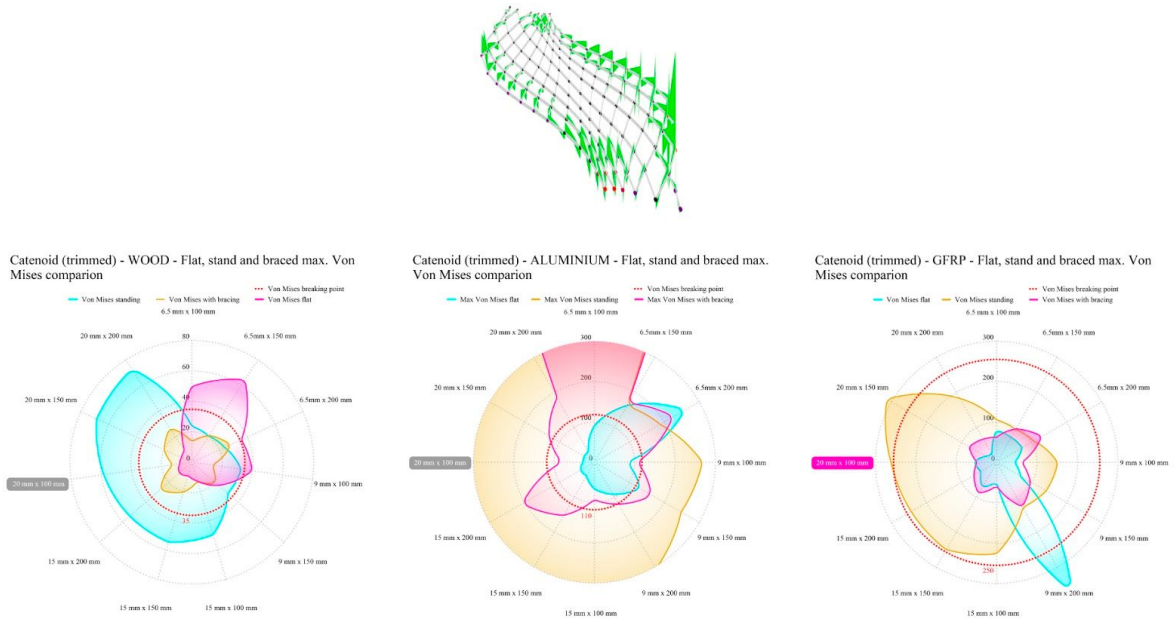 Catenoid (trimmed) - WOOD - Flat, stand and braced max. Von
Mises comparion
Von Mises breaking point
Von Mises standing
Von Mises with bracing
Von Mises flat
6.5 mm x 100 mm
6.5mm x 150 mm
6.5mm x 200 mm
9 mm x 100 mm
9 mm x 150 mm
15 mm x 100 mm
15 mm x 150 mm
15 mm x 200 mm
20 mm x 100 mm
20 mm x 150 mm
20 mm x 200 mm
80
60
40
20
0
35
Catenoid (trimmed) - ALUMINIUM - Flat, stand and braced max.
Von Mises comparion
Von Mises breaking point
Max Von Mises flat
Max Von Mises standing
Max Von Mises with bracing
6.5 mm x 100 mm
6.5mm x 150 mm
6.5mm x 200 mm
9 mm x 100 mm
9 mm x 150 mm
9 mm x 200 mm
15 mm x 100 mm
15 mm x 150 mm
15 mm x 200 mm
20 mm x 100 mm
20 mm x 150 mm
20 mm x 200 mm
300
200
100
0
110
Catenoid (trimmed) - GFRP - Flat, stand and braced max. Von
Mises comparion
Von Mises breaking point
Von Mises flat
Von Mises standing
Von Mises with bracing
6.5 mm x 100 mm
6.5mm x 150 mm
6.5mm x 200 mm
9 mm x 100 mm
9 mm x 150 mm
9 mm x 200 mm
15 mm x 100 mm
15 mm x 150 mm
15 mm x 200 mm
20 mm x 100 mm
20 mm x 150 mm
20 mm x 200 mm
300
200
100
0
250